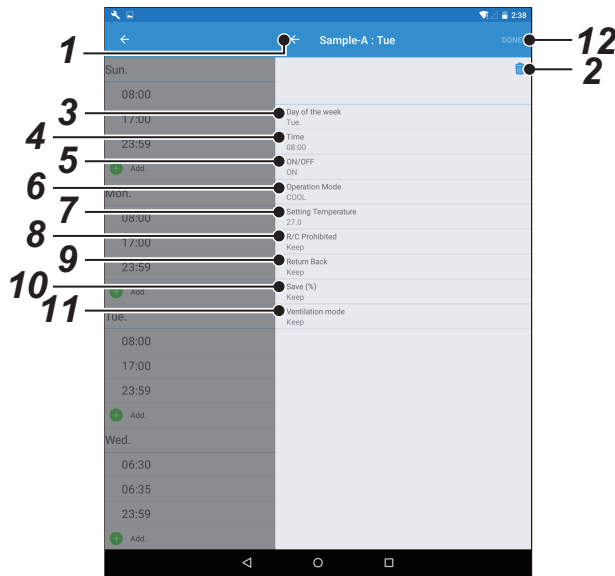 2:38
Sample-A : Tue
DONE
1
12
2
Sun.
08:00
17:00
23:59
Add.
Mon.
08:00
17:00
23:59
Add.
Tue.
08:00
17:00
23:59
Add.
Wed.
06:30
06:35
23:59
Add.
3
Day of the week
Tue.
4
Time
08:00
5
ON/OFF
ON
6
Operation Mode
COOL
7
Setting Temperature
27.0
8
R/C Prohibited
Keep
9
Return Back
Keep
10
Save (%)
Keep
11
Ventilation mode
Keep